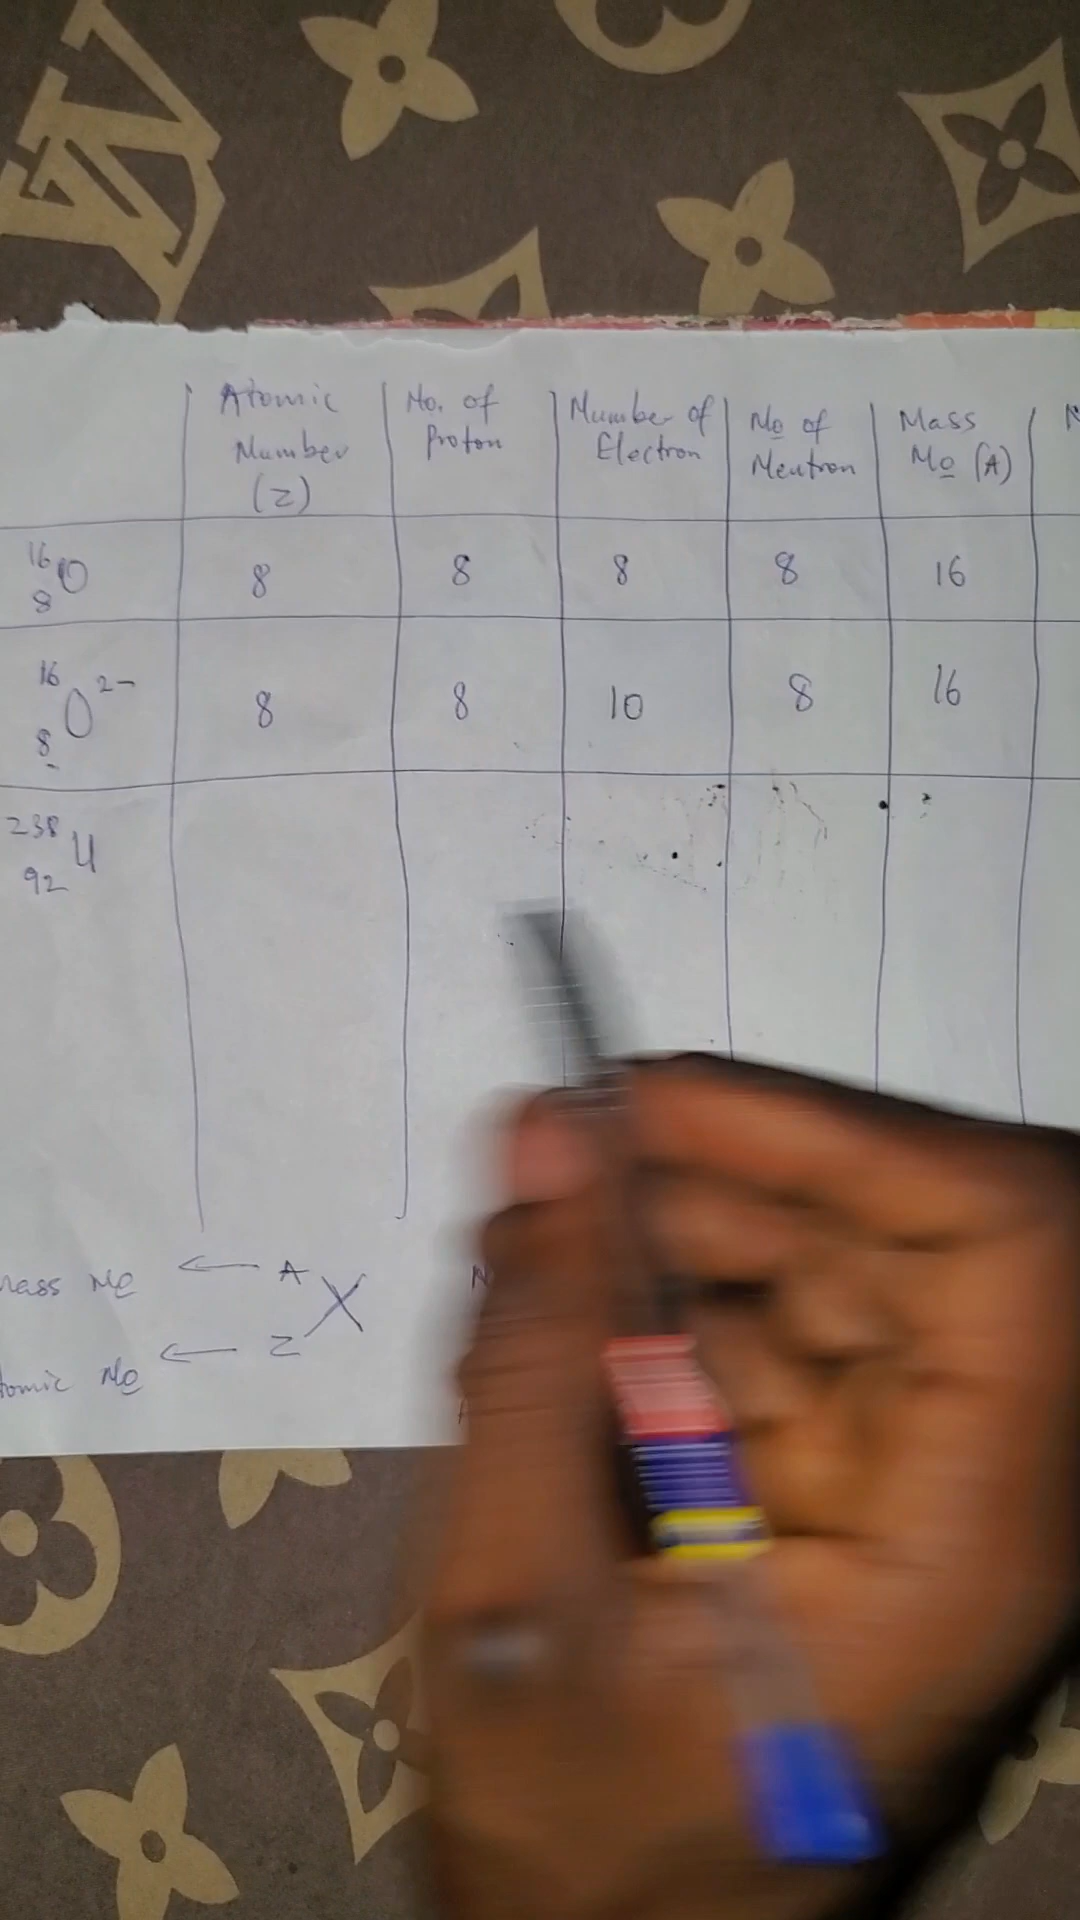 Atomic Number (Z)
No. of Proton
Number of Electron
No of Neutron
Mass No (A)
16 8 O 8 8 8 8 16
16 8 O 2- 8 8 10 8 16
238 92 U
Mass No ← A X
Atomic No ← Z